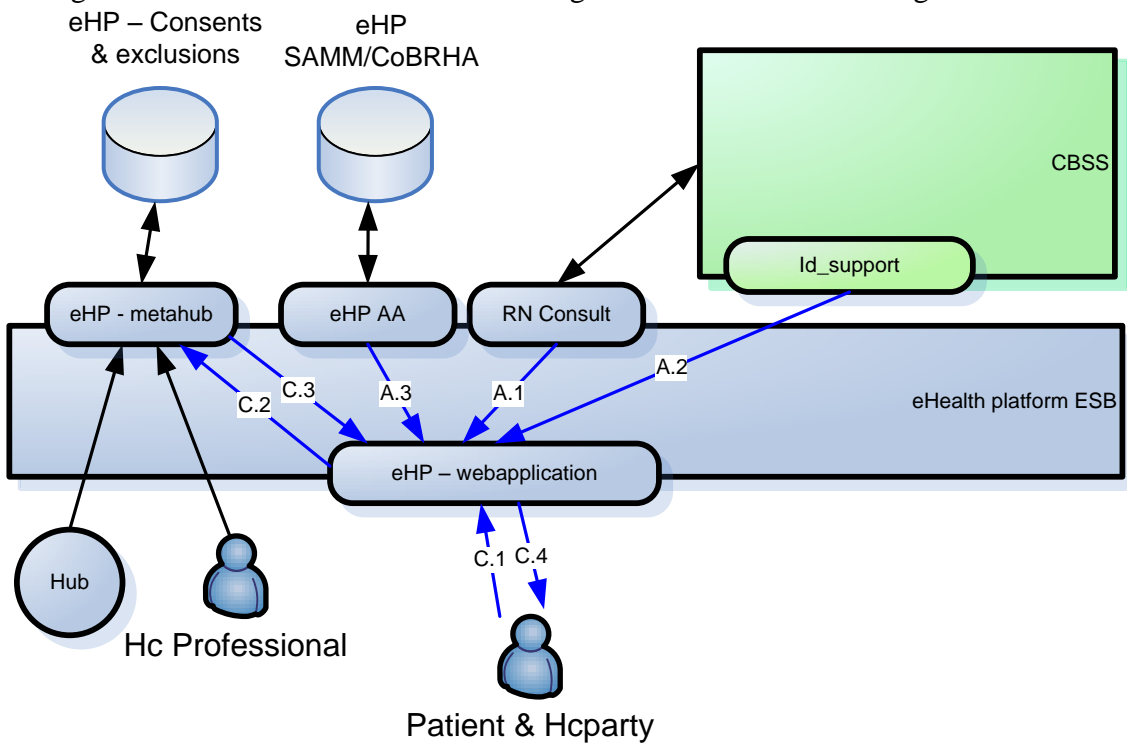 eHP – Consents
& exclusions
eHP
SAMM/CoBRHA
CBSS
Id_support
eHP - metahub
eHP AA
RN Consult
A.2
C.3
A.3
A.1
C.2
eHealth platform ESB
eHP – webapplication
C.1
C.4
Hub
Hc Professional
Patient & Hcparty